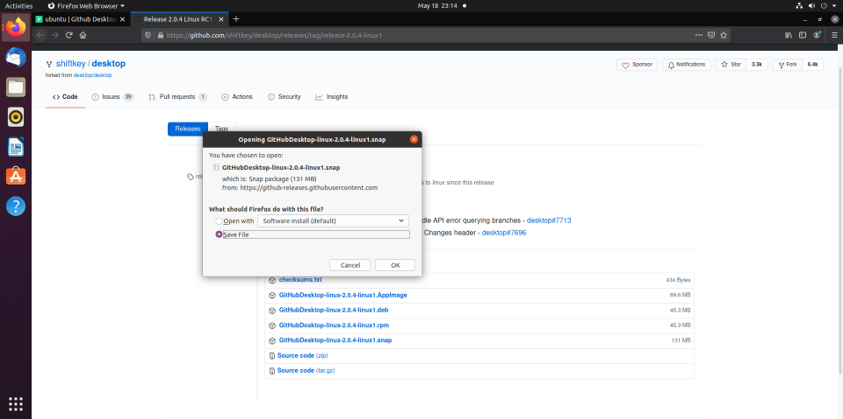 Activities
Firefox Web Browser
May 18 23:14
ubuntu | Github Desktop
Release 2.0.4 Linux RC1
https://github.com/shiftkey/desktop/releases/tag/release-2.0.4-linux1
shiftkey / desktop
forked from desktop/desktop
Sponsor
Notifications
Star 3.3k
Fork 6.4k
Code
Issues 39
Pull requests 1
Actions
Security
Insights
Releases
Tags
Opening GitHubDesktop-linux-2.0.4-linux1.snap
You have chosen to open:
GitHubDesktop-linux-2.0.4-linux1.snap
which is: Snap package (131 MB)
from: https://github-releases.githubusercontent.com
What should Firefox do with this file?
Open with Software Install (default)
Save File
Cancel OK
s to linux since this release
dle API error querying branches - desktop#7713
Changes header - desktop#7696
checksums.txt 434 Bytes
GitHubDesktop-linux-2.0.4-linux1.AppImage 69.6 MB
GitHubDesktop-linux-2.0.4-linux1.deb 45.3 MB
GitHubDesktop-linux-2.0.4-linux1.rpm 45.3 MB
GitHubDesktop-linux-2.0.4-linux1.snap 131 MB
Source code (zip)
Source code (tar.gz)